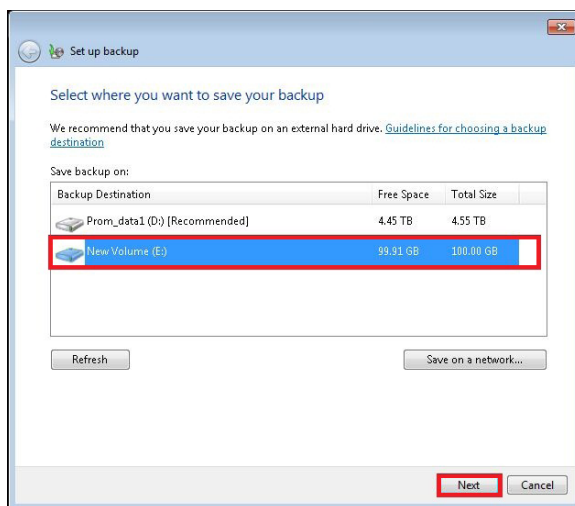 Set up backup
Select where you want to save your backup
We recommend that you save your backup on an external hard drive. Guidelines for choosing a backup
destination
Save backup on:
Backup Destination Free Space Total Size
Prom_data1 (D:) [Recommended] 4.45 TB 4.55 TB
New Volume (E:) 99.91 GB 100.00 GB
Refresh Save on a network...
Next Cancel